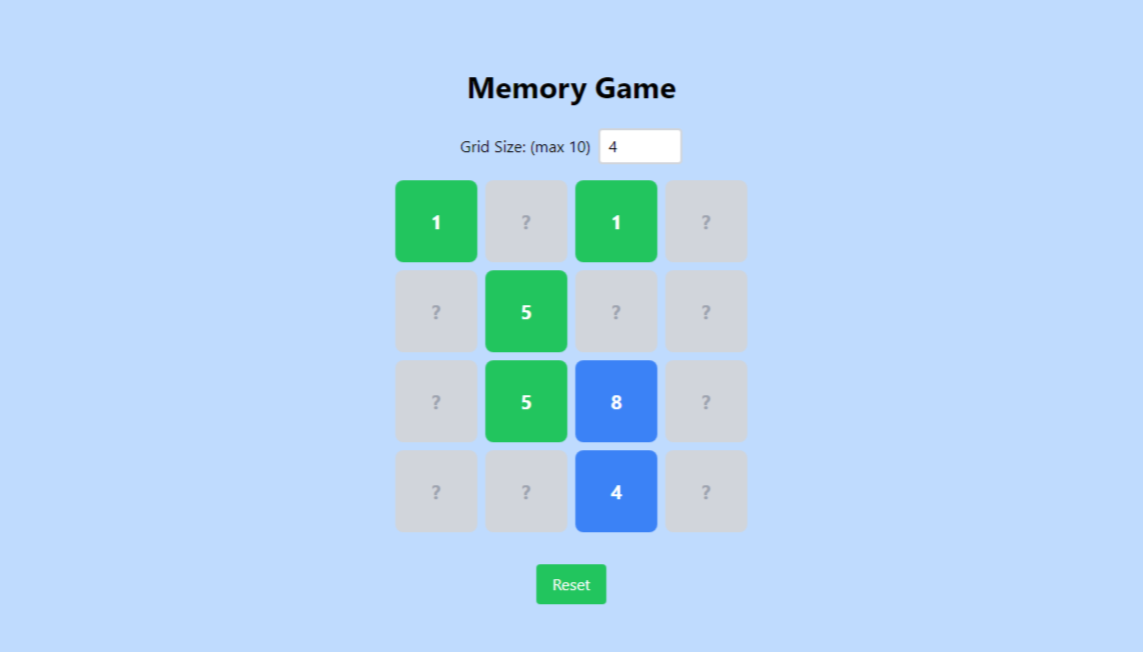 Memory Game
Grid Size: (max 10) 4
1 ? 1 ?
? 5 ? ?
? 5 8 ?
? ? 4 ?
Reset